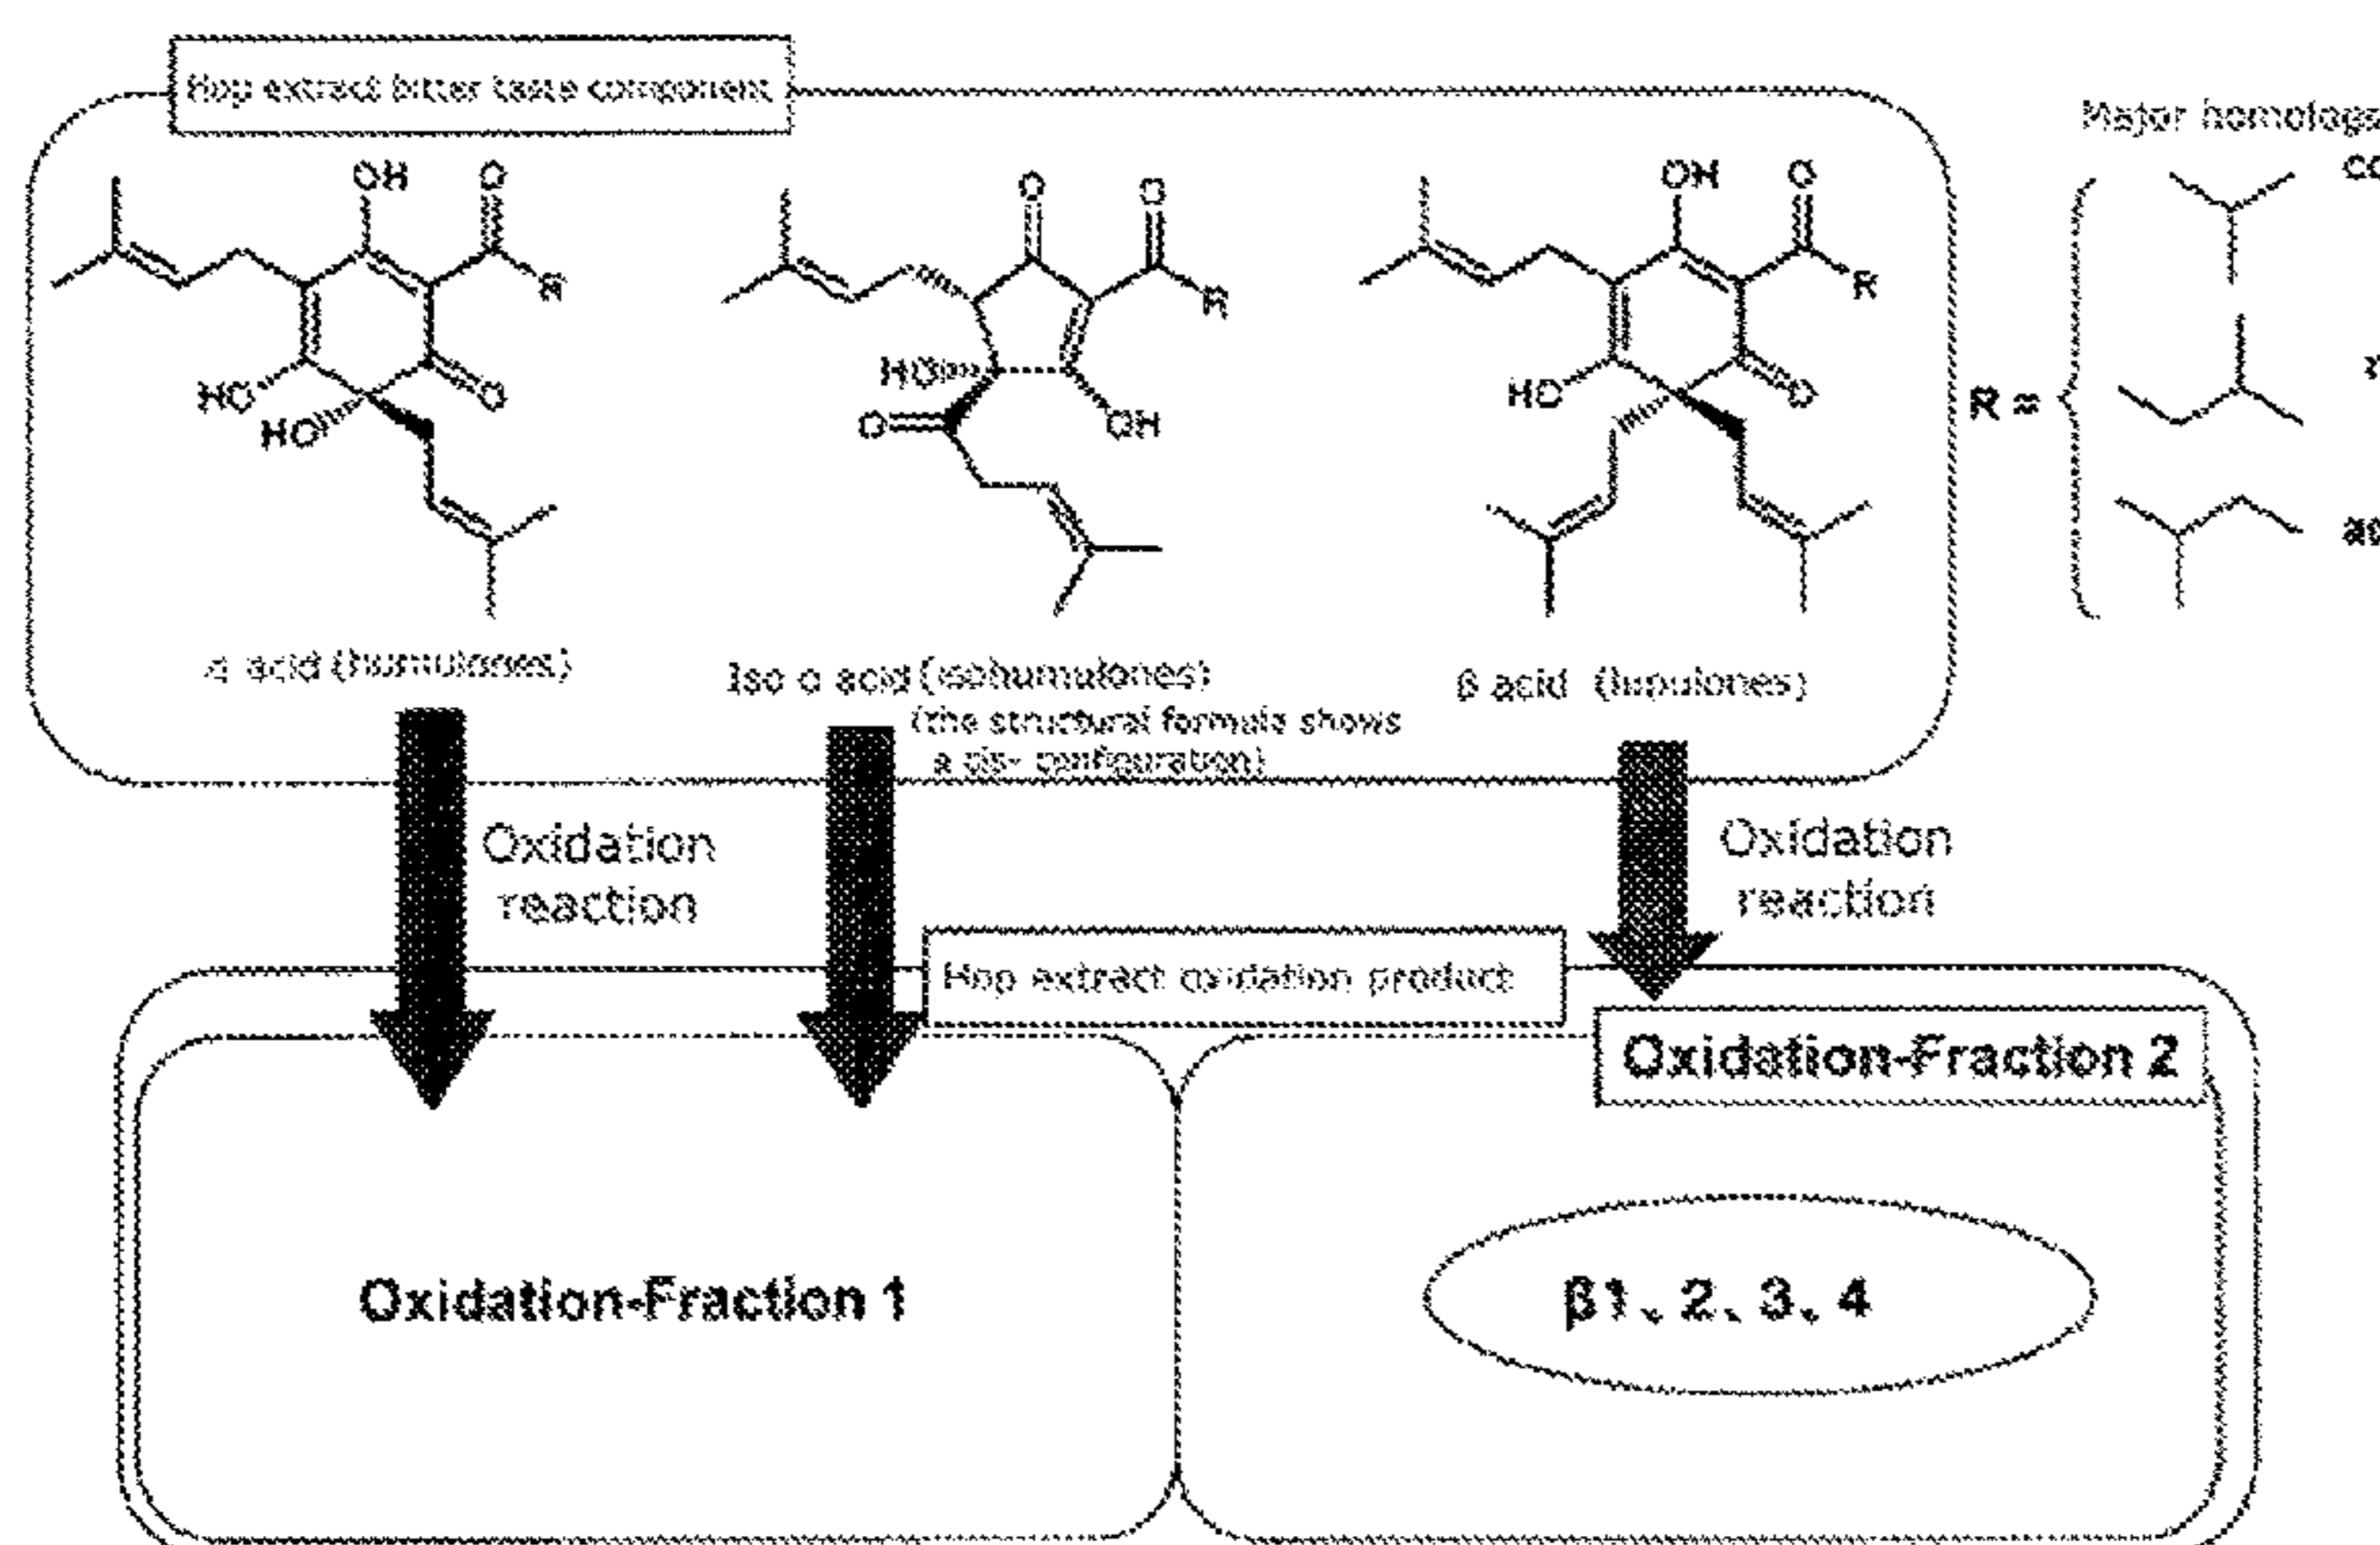 Hop extract bitter taste component
Major homologs
co
OH O
R
HO
HO
O
O O
R
HO
O
OH
OH O
R
HO
O
R =
α acid (humulones)
Iso α acid (isohumulones)
(the structural formula shows
a cis- configuration)
β acid (lupulones)
Oxidation
reaction
Oxidation
reaction
Hop extract oxidation product
Oxidation-Fraction 2
Oxidation-Fraction 1
β1、2、3、4